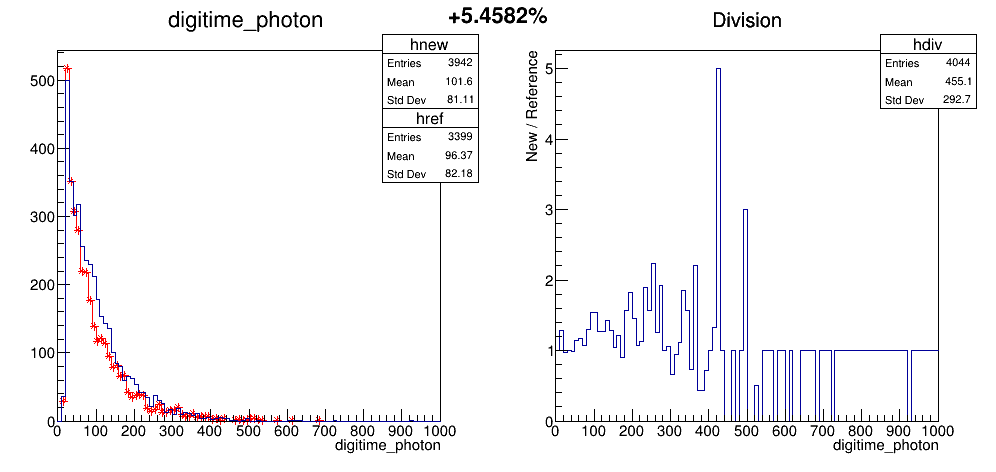 +5.4582%
digitime_photon
hnew
Entries 3942
Mean 101.6
Std Dev 81.11
href
Entries 3399
Mean 96.37
Std Dev 82.18
500
400
300
200
100
0
0 100 200 300 400 500 600 700 800 900 1000
digitime_photon
Division
hdiv
Entries 4044
Mean 455.1
Std Dev 292.7
New / Reference
5
4
3
2
1
0
0 100 200 300 400 500 600 700 800 900 1000
digitime_photon